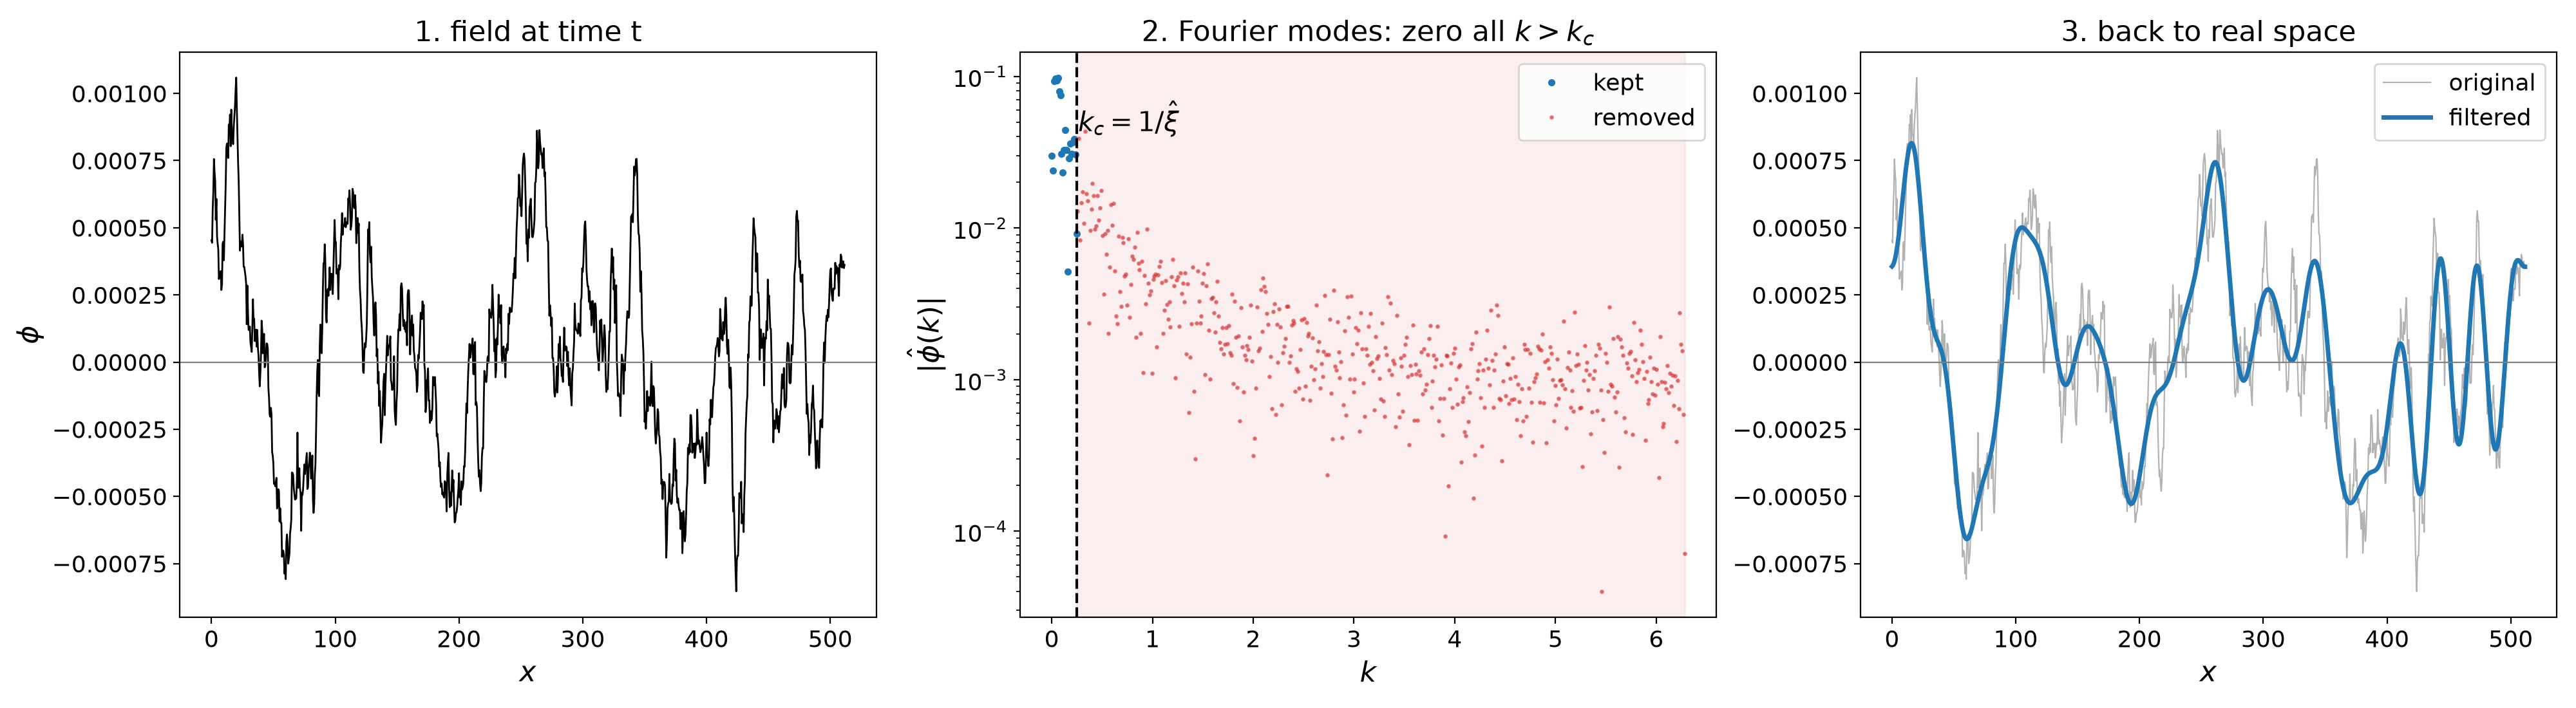 1. field at time t
0.00100
0.00075
0.00050
0.00025
0.00000
−0.00025
−0.00050
−0.00075
ϕ
0 100 200 300 400 500
x
2. Fourier modes: zero all k > k_c
10⁻¹
10⁻²
10⁻³
10⁻⁴
|ϕ̂(k)|
kept
removed
k_c = 1/ξ̂
0 1 2 3 4 5 6
k
3. back to real space
0.00100
0.00075
0.00050
0.00025
0.00000
−0.00025
−0.00050
−0.00075
original
filtered
0 100 200 300 400 500
x